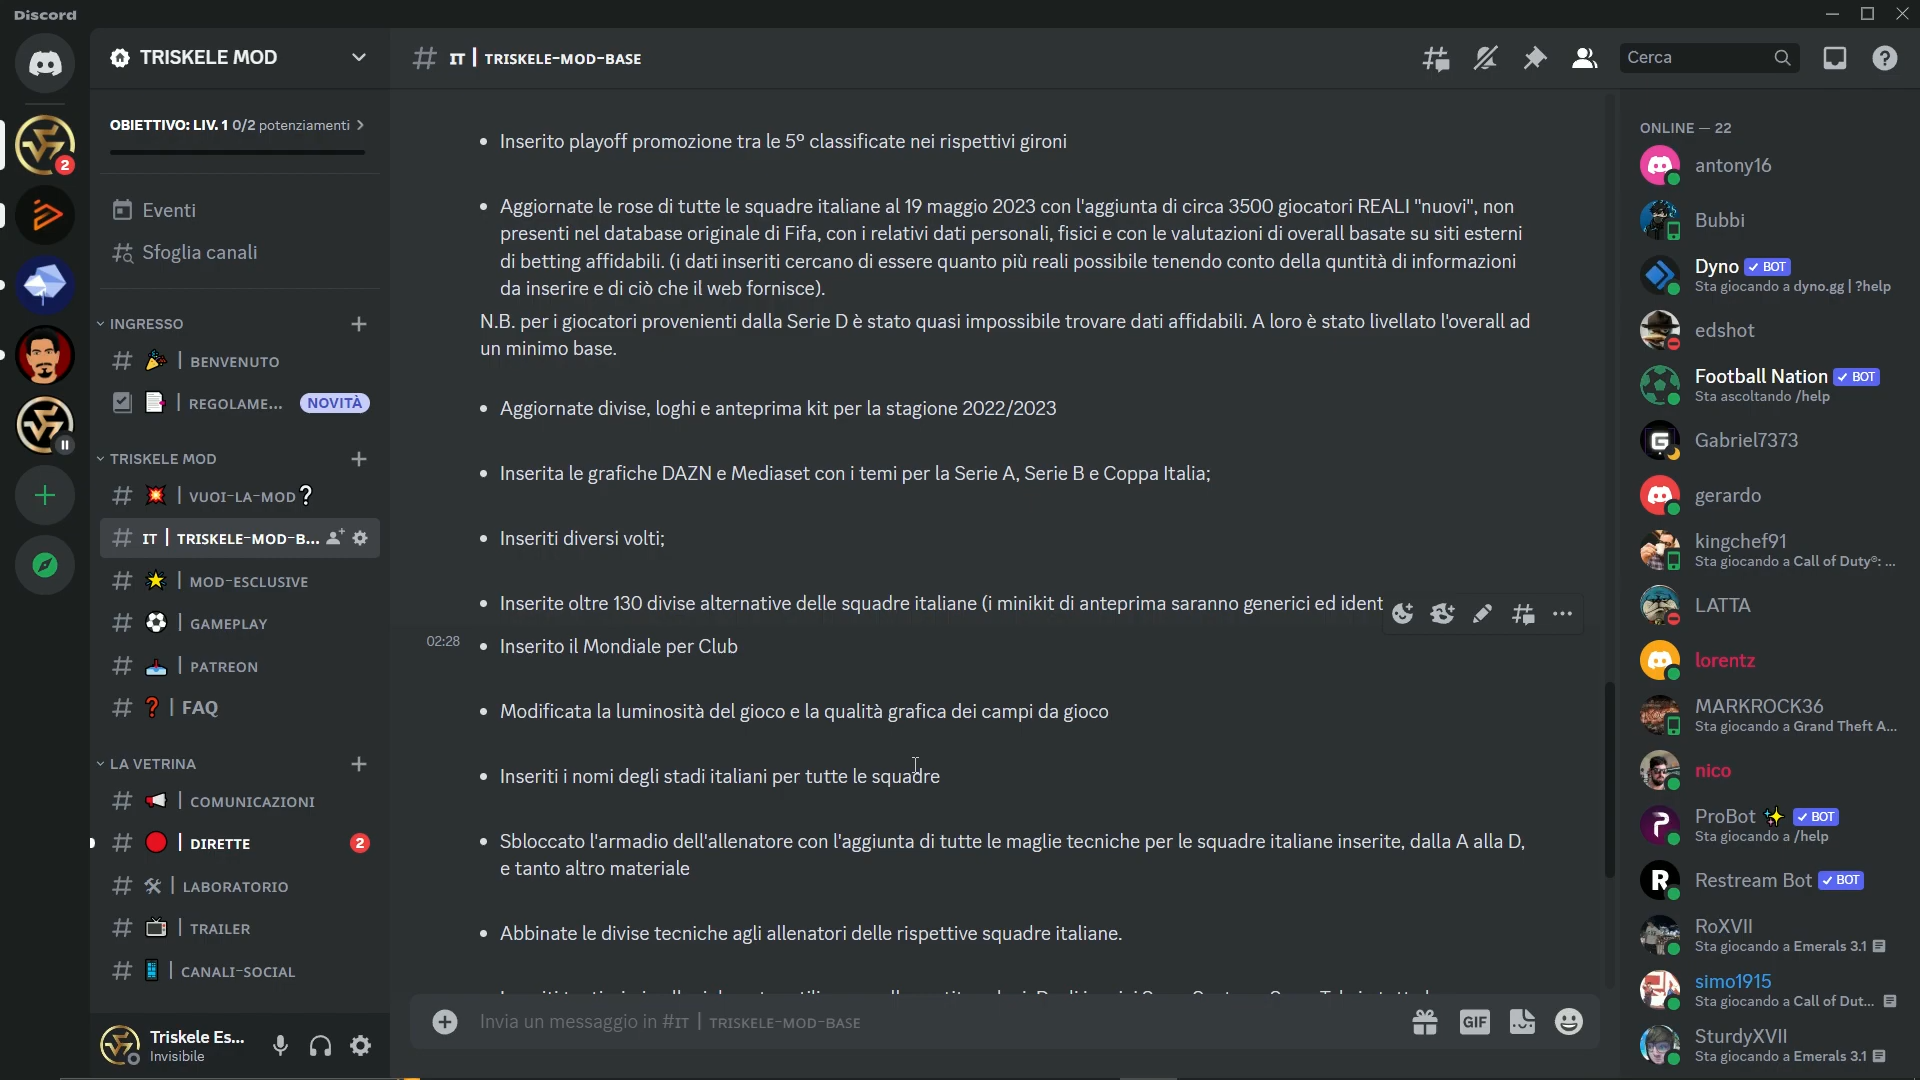 Discord
TRISKELE MOD
IT | TRISKELE-MOD-BASE
Cerca
OBIETTIVO: LIV. 1 0/2 potenziamenti >
2
Eventi
Sfoglia canali
INGRESSO
| BENVENUTO
| REGOLAME... NOVITÀ
TRISKELE MOD
| VUOI-LA-MOD?
IT | TRISKELE-MOD-B...
| MOD-ESCLUSIVE
| GAMEPLAY
| PATREON
| FAQ
LA VETRINA
| COMUNICAZIONI
| DIRETTE 2
| LABORATORIO
| TRAILER
| CANALI-SOCIAL
Triskele Es...
Invisibile
• Inserito playoff promozione tra le 5° classificate nei rispettivi gironi
• Aggiornate le rose di tutte le squadre italiane al 19 maggio 2023 con l'aggiunta di circa 3500 giocatori REALI "nuovi", non
presenti nel database originale di Fifa, con i relativi dati personali, fisici e con le valutazioni di overall basate su siti esterni
di betting affidabili. (i dati inseriti cercano di essere quanto più reali possibile tenendo conto della quntità di informazioni
da inserire e di ciò che il web fornisce).
N.B. per i giocatori provenienti dalla Serie D è stato quasi impossibile trovare dati affidabili. A loro è stato livellato l'overall ad
un minimo base.
• Aggiornate divise, loghi e anteprima kit per la stagione 2022/2023
• Inserita le grafiche DAZN e Mediaset con i temi per la Serie A, Serie B e Coppa Italia;
• Inseriti diversi volti;
• Inserite oltre 130 divise alternative delle squadre italiane (i minikit di anteprima saranno generici ed ident
02:28 • Inserito il Mondiale per Club
• Modificata la luminosità del gioco e la qualità grafica dei campi da gioco
• Inseriti i nomi degli stadi italiani per tutte le squadre
• Sbloccato l'armadio dell'allenatore con l'aggiunta di tutte le maglie tecniche per le squadre italiane inserite, dalla A alla D,
e tanto altro materiale
• Abbinate le divise tecniche agli allenatori delle rispettive squadre italiane.
Invia un messaggio in #IT | TRISKELE-MOD-BASE
GIF
ONLINE — 22
antony16
Bubbi
Dyno ✓ BOT
Sta giocando a dyno.gg | ?help
edshot
Football Nation ✓ BOT
Sta ascoltando /help
Gabriel7373
gerardo
kingchef91
Sta giocando a Call of Duty®: ...
LATTA
lorentz
MARKROCK36
Sta giocando a Grand Theft A...
nico
ProBot ✨ ✓ BOT
Sta giocando a /help
Restream Bot ✓ BOT
RoXVII
Sta giocando a Emerals 3.1
simo1915
Sta giocando a Call of Dut...
SturdyXVII
Sta giocando a Emerals 3.1